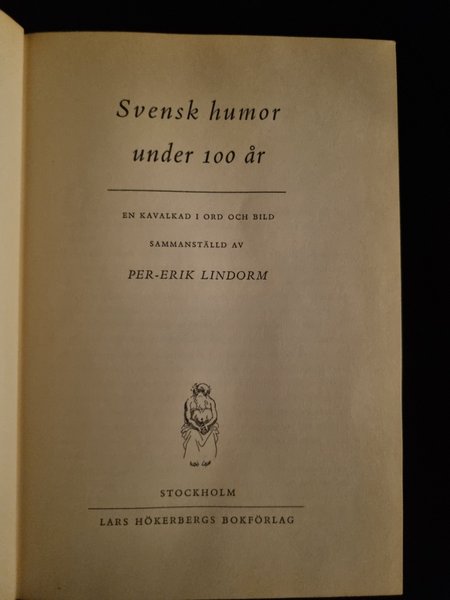 Svensk humor
under 100 år
EN KAVALKAD I ORD OCH BILD
SAMMANSTÄLLD AV
PER-ERIK LINDORM
STOCKHOLM
LARS HÖKERBERGS BOKFÖRLAG